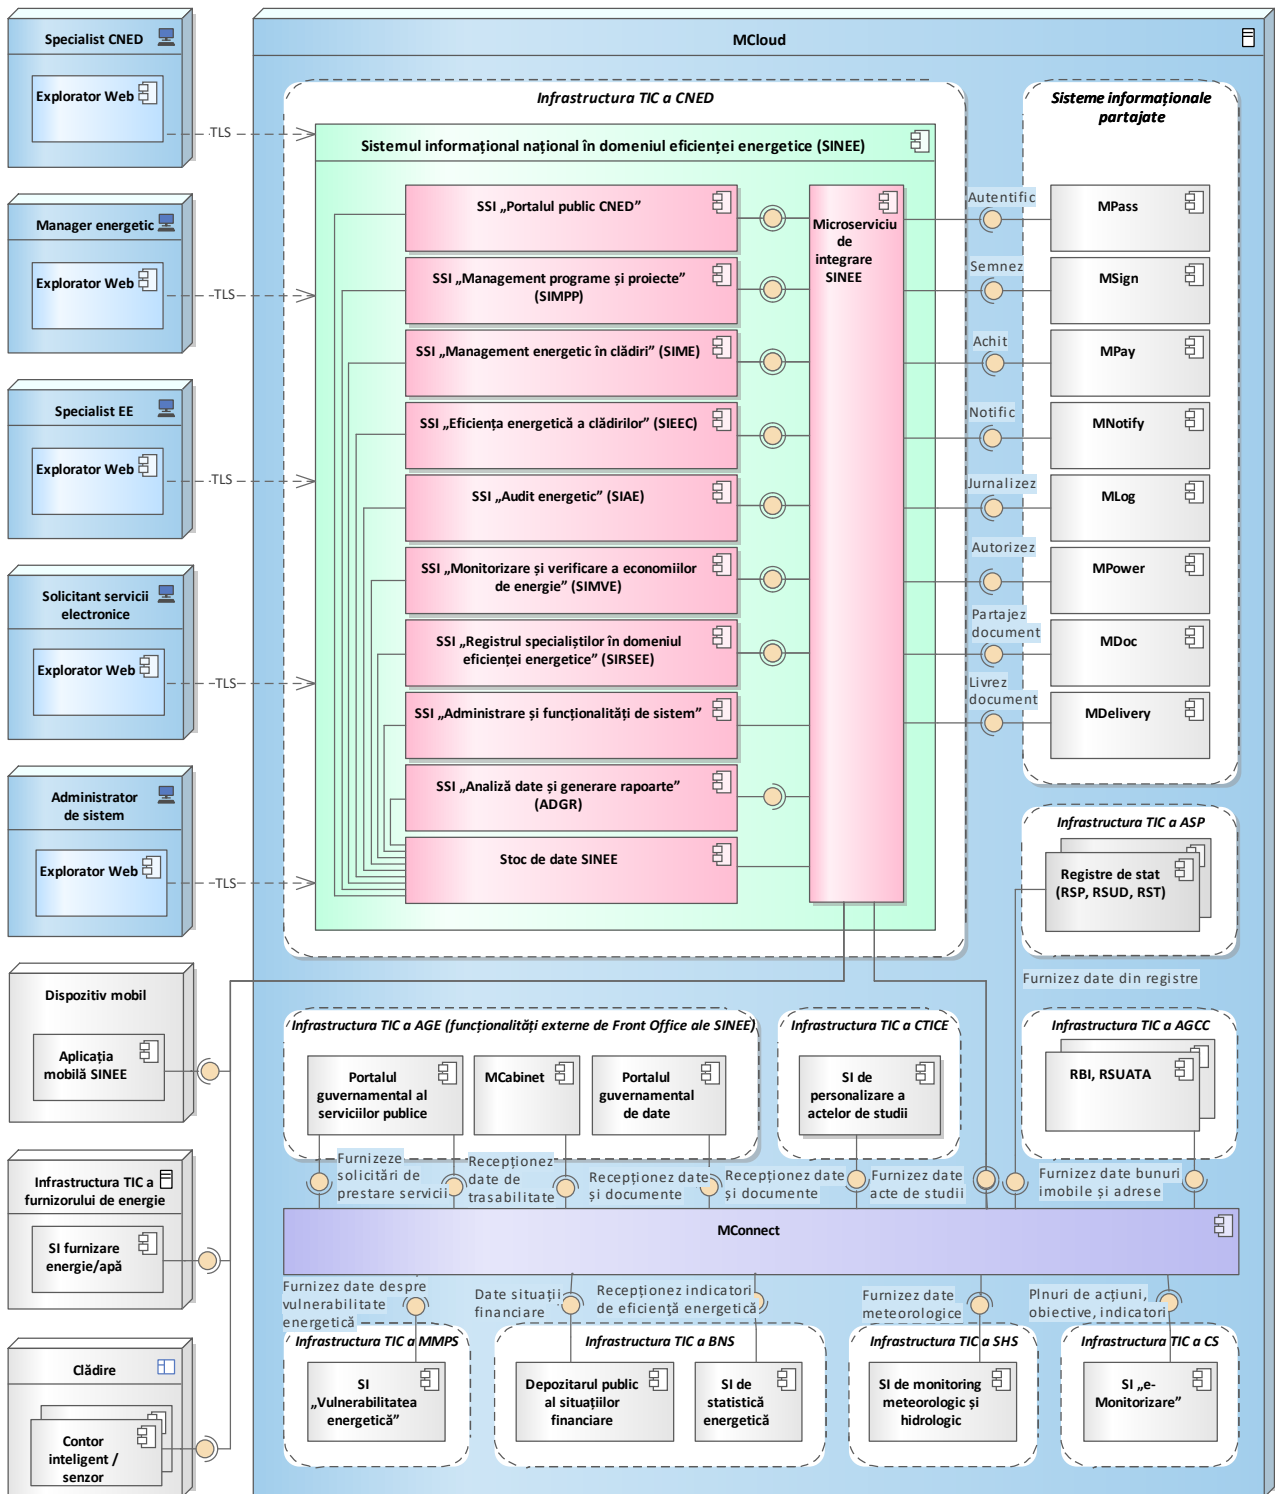 Specialist CNED
Explorator Web
TLS
Manager energetic
Explorator Web
TLS
Specialist EE
Explorator Web
TLS
Solicitant servicii
electronice
Explorator Web
TLS
Administrator
de sistem
Explorator Web
TLS
Dispozitiv mobil
Aplicația
mobilă SINEE
Infrastructura TIC a
furnizorului de energie
SI furnizare
energie/apă
Clădire
Contor
inteligent /
senzor
MCloud
Infrastructura TIC a CNED
Sistemul informațional național în domeniul eficienței energetice (SINEE)
SSI „Portalul public CNED”
SSI „Management programe și proiecte”
(SIMPP)
SSI „Management energetic în clădiri” (SIME)
SSI „Eficiența energetică a clădirilor” (SIEEC)
SSI „Audit energetic” (SIAE)
SSI „Monitorizare și verificare a economiilor
de energie” (SIMVE)
SSI „Registrul specialiștilor în domeniul
eficienței energetice” (SIRSEE)
SSI „Administrare și funcționalități de sistem”
SSI „Analiză date și generare rapoarte”
(ADGR)
Stoc de date SINEE
Microserviciu
de
integrare
SINEE
Sisteme informaționale
partajate
Autentific
MPass
Semnez
MSign
Achit
MPay
Notific
MNotify
Jurnalizez
MLog
Autorizez
MPower
Partajez
document
MDoc
Livrez
document
MDelivery
Infrastructura TIC a ASP
Registre de stat
(RSP, RSUD, RST)
Furnizez date din registre
Infrastructura TIC a AGE (funcționalități externe de Front Office ale SINEE)
Portalul
guvernamental al
serviciilor publice
MCabinet
Portalul
guvernamental
de date
Infrastructura TIC a CTICE
SI de
personalizare a
actelor de studii
Infrastructura TIC a AGCC
RBI, RSUATA
Furnizeze
solicitări de
prestare servicii
Recepționez
date de
trasabilitate
Recepționez date
și documente
Recepționez date
și documente
Furnizez date
acte de studii
Furnizez date bunuri
imobile și adrese
MConnect
Furnizez date despre
vulnerabilitate
energetică
Date situații
financiare
Recepționez indicatori
de eficiență energetică
Furnizez date
meteorologice
Plnuri de acțiuni,
obiective, indicatori
Infrastructura TIC a MMPS
SI
„Vulnerabilitatea
energetică”
Infrastructura TIC a BNS
Depozitarul public
al situațiilor
financiare
SI de
statistică
energetică
Infrastructura TIC a SHS
SI de monitoring
meteorologic și
hidrologic
Infrastructura TIC a CS
SI „e-
Monitorizare”